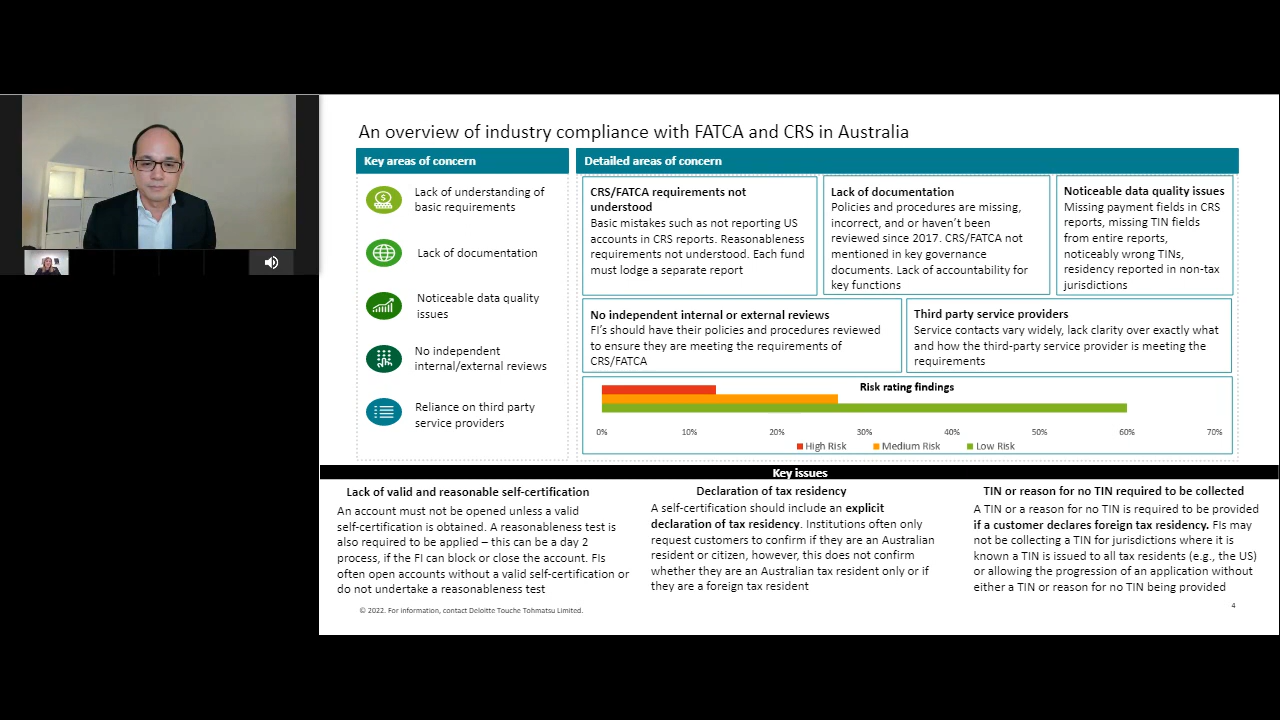 An overview of industry compliance with FATCA and CRS in Australia
Key areas of concern
Lack of understanding of
basic requirements
Lack of documentation
Noticeable data quality
issues
No independent
internal/external reviews
Reliance on third party
service providers
Detailed areas of concern
CRS/FATCA requirements not
understood
Basic mistakes such as not reporting US
accounts in CRS reports. Reasonableness
requirements not understood. Each fund
must lodge a separate report
Lack of documentation
Policies and procedures are missing,
incorrect, and or haven't been
reviewed since 2017. CRS/FATCA not
mentioned in key governance
documents. Lack of accountability for
key functions
Noticeable data quality issues
Missing payment fields in CRS
reports, missing TIN fields
from entire reports,
noticeably wrong TINs,
residency reported in non-tax
jurisdictions
No independent internal or external reviews
FI's should have their policies and procedures reviewed
to ensure they are meeting the requirements of
CRS/FATCA
Third party service providers
Service contacts vary widely, lack clarity over exactly what
and how the third-party service provider is meeting the
requirements
Risk rating findings
0% 10% 20% 30% 40% 50% 60% 70%
High Risk Medium Risk Low Risk
Key issues
Lack of valid and reasonable self-certification
An account must not be opened unless a valid
self-certification is obtained. A reasonableness test is
also required to be applied – this can be a day 2
process, if the FI can block or close the account. FIs
often open accounts without a valid self-certification or
do not undertake a reasonableness test
Declaration of tax residency
A self-certification should include an explicit
declaration of tax residency. Institutions often only
request customers to confirm if they are an Australian
resident or citizen, however, this does not confirm
whether they are an Australian tax resident only or if
they are a foreign tax resident
TIN or reason for no TIN required to be collected
A TIN or a reason for no TIN is required to be provided
if a customer declares foreign tax residency. FIs may
not be collecting a TIN for jurisdictions where it is
known a TIN is issued to all tax residents (e.g., the US)
or allowing the progression of an application without
either a TIN or reason for no TIN being provided
© 2022. For information, contact Deloitte Touche Tohmatsu Limited.
4